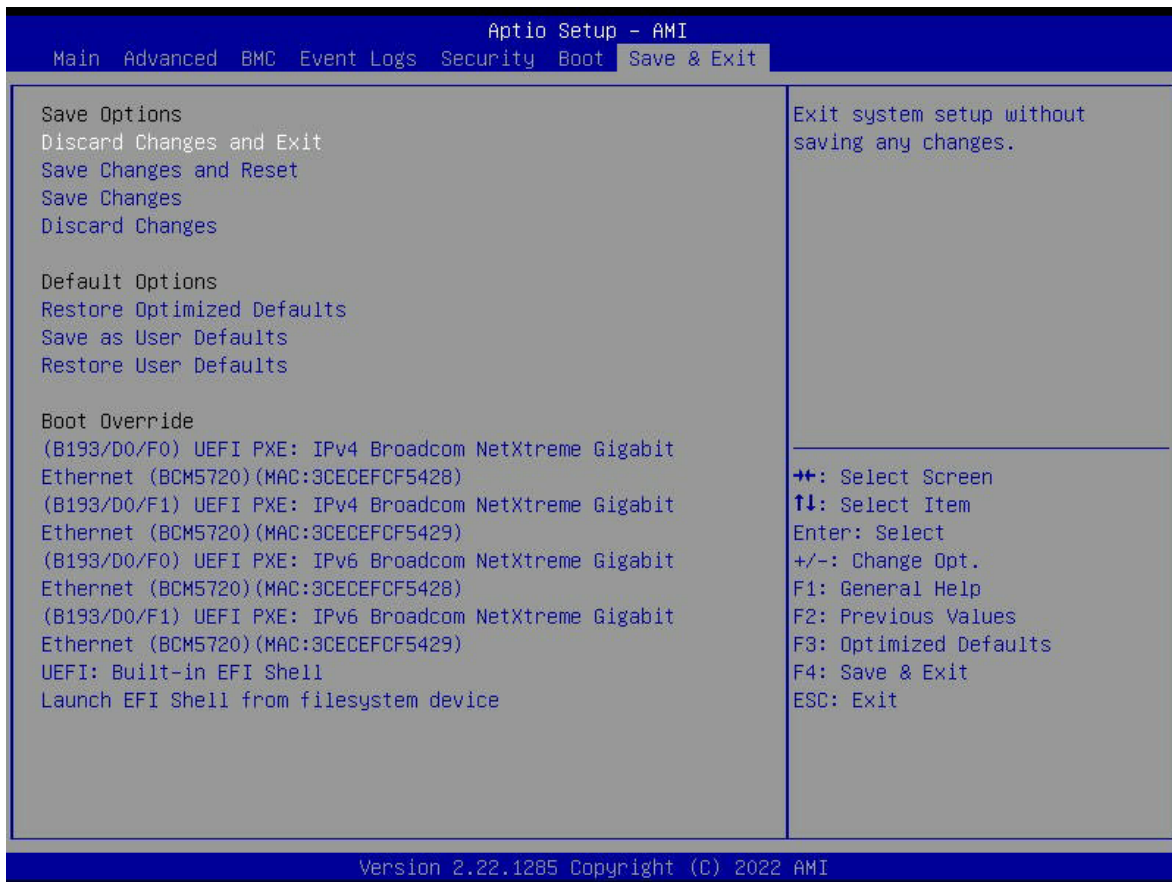 Aptio Setup – AMI
Main Advanced BMC Event Logs Security Boot Save & Exit
Save Options
Discard Changes and Exit
Save Changes and Reset
Save Changes
Discard Changes
Default Options
Restore Optimized Defaults
Save as User Defaults
Restore User Defaults
Boot Override
(B193/D0/F0) UEFI PXE: IPv4 Broadcom NetXtreme Gigabit
Ethernet (BCM5720)(MAC:3CECEFCF5428)
(B193/D0/F1) UEFI PXE: IPv4 Broadcom NetXtreme Gigabit
Ethernet (BCM5720)(MAC:3CECEFCF5429)
(B193/D0/F0) UEFI PXE: IPv6 Broadcom NetXtreme Gigabit
Ethernet (BCM5720)(MAC:3CECEFCF5428)
(B193/D0/F1) UEFI PXE: IPv6 Broadcom NetXtreme Gigabit
Ethernet (BCM5720)(MAC:3CECEFCF5429)
UEFI: Built-in EFI Shell
Launch EFI Shell from filesystem device
Exit system setup without
saving any changes.
→←: Select Screen
↑↓: Select Item
Enter: Select
+/-: Change Opt.
F1: General Help
F2: Previous Values
F3: Optimized Defaults
F4: Save & Exit
ESC: Exit
Version 2.22.1285 Copyright (C) 2022 AMI